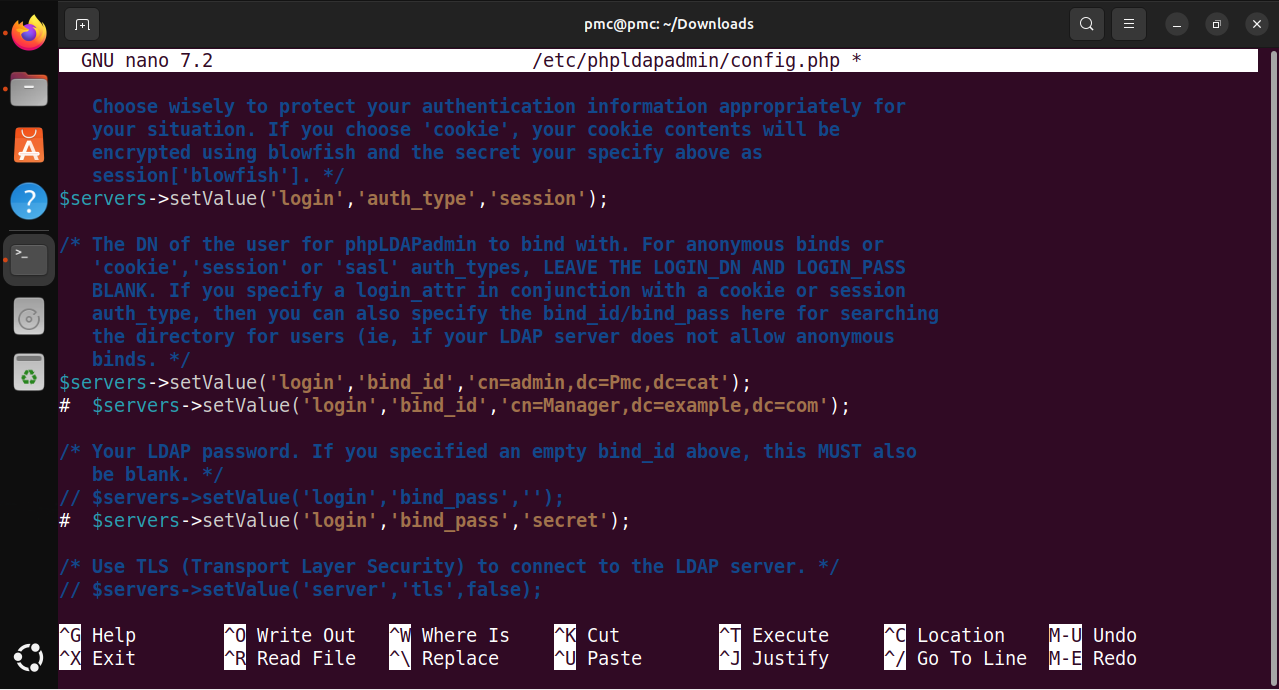 pmc@pmc: ~/Downloads
GNU nano 7.2 /etc/phpldapadmin/config.php *
Choose wisely to protect your authentication information appropriately for
your situation. If you choose 'cookie', your cookie contents will be
encrypted using blowfish and the secret your specify above as
session['blowfish']. */
$servers->setValue('login','auth_type','session');
/* The DN of the user for phpLDAPadmin to bind with. For anonymous binds or
'cookie','session' or 'sasl' auth_types, LEAVE THE LOGIN_DN AND LOGIN_PASS
BLANK. If you specify a login_attr in conjunction with a cookie or session
auth_type, then you can also specify the bind_id/bind_pass here for searching
the directory for users (ie, if your LDAP server does not allow anonymous
binds. */
$servers->setValue('login','bind_id','cn=admin,dc=Pmc,dc=cat');
#  $servers->setValue('login','bind_id','cn=Manager,dc=example,dc=com');
/* Your LDAP password. If you specified an empty bind_id above, this MUST also
be blank. */
// $servers->setValue('login','bind_pass','');
#  $servers->setValue('login','bind_pass','secret');
/* Use TLS (Transport Layer Security) to connect to the LDAP server. */
// $servers->setValue('server','tls',false);
^G Help ^O Write Out ^W Where Is ^K Cut ^T Execute ^C Location M-U Undo
^X Exit ^R Read File ^\ Replace ^U Paste ^J Justify ^/ Go To Line M-E Redo